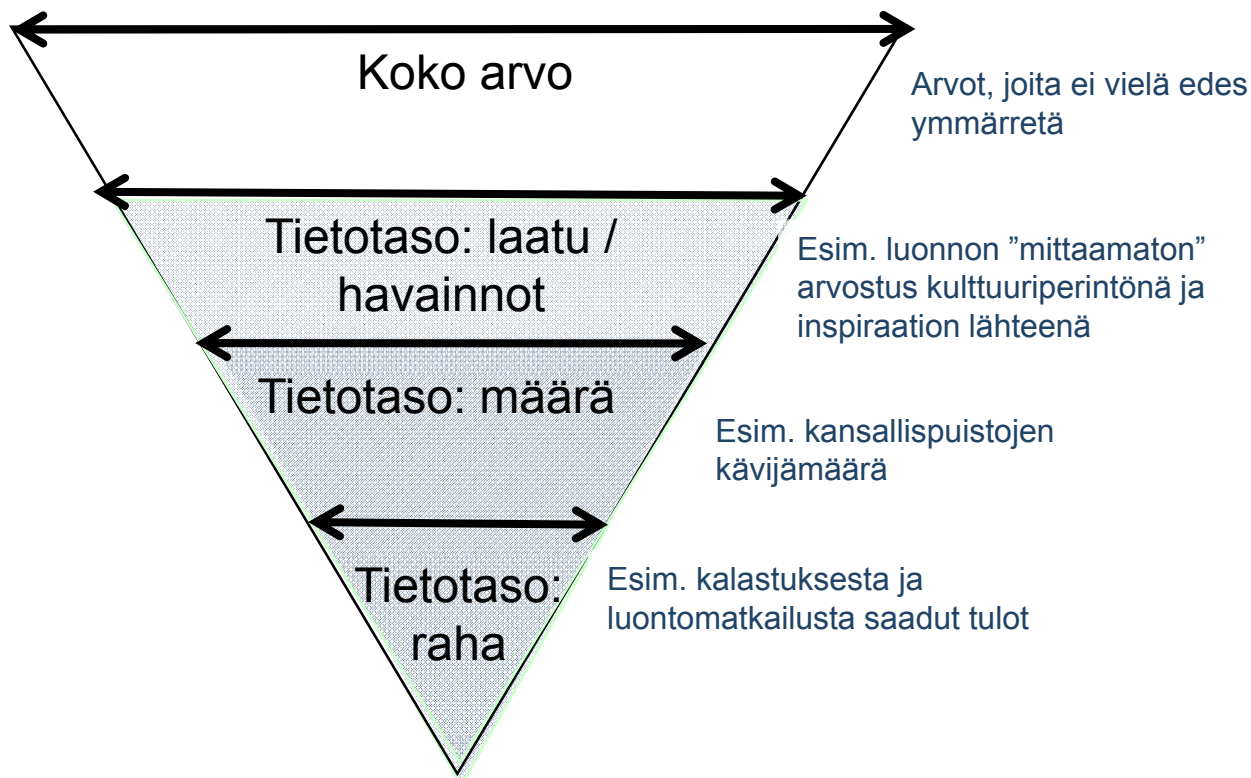 Koko arvo
Arvot, joita ei vielä edes
ymmärretä
Tietotaso: laatu /
havainnot
Esim. luonnon ”mittaamaton”
arvostus kulttuuriperintönä ja
inspiraation lähteenä
Tietotaso: määrä
Esim. kansallispuistojen
kävijämäärä
Tietotaso:
raha
Esim. kalastuksesta ja
luontomatkailusta saadut tulot